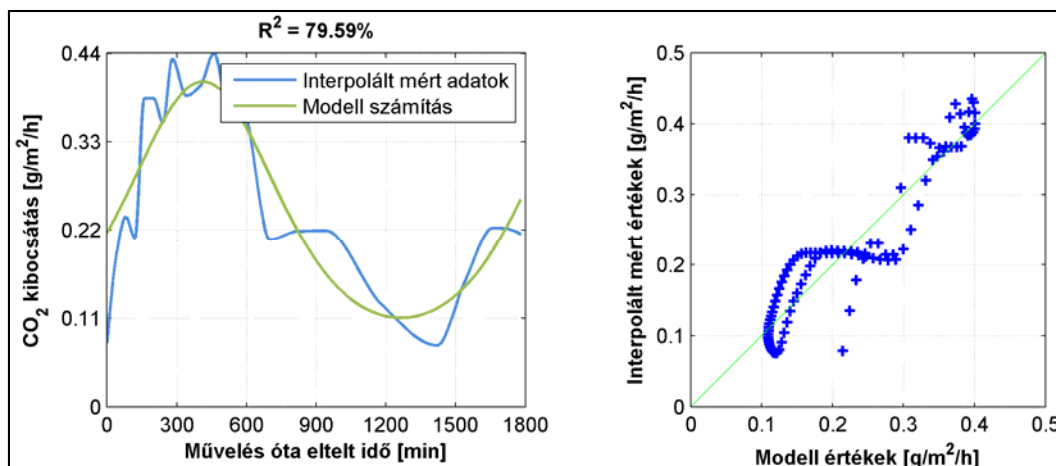 R² = 79.59%
CO₂ kibocsátás [g/m²/h]
0.44
0.33
0.22
0.11
0
Interpolált mért adatok
Modell számítás
0 300 600 900 1200 1500 1800
Művelés óta eltelt idő [min]
Interpolált mért értékek [g/m²/h]
0.5
0.4
0.3
0.2
0.1
0
0 0.1 0.2 0.3 0.4 0.5
Modell értékek [g/m²/h]